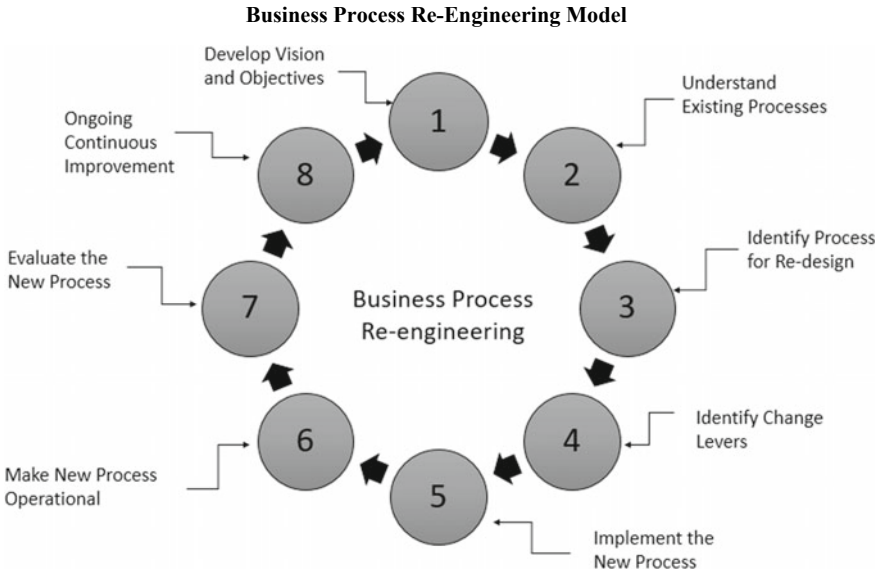 Business Process Re-Engineering Model
Develop Vision
and Objectives
1
Understand
Existing Processes
2
Identify Process
for Re-design
3
Identify Change
Levers
4
Implement the
New Process
5
Make New Process
Operational
6
Evaluate the
New Process
7
Ongoing
Continuous
Improvement
8
Business Process
Re-engineering